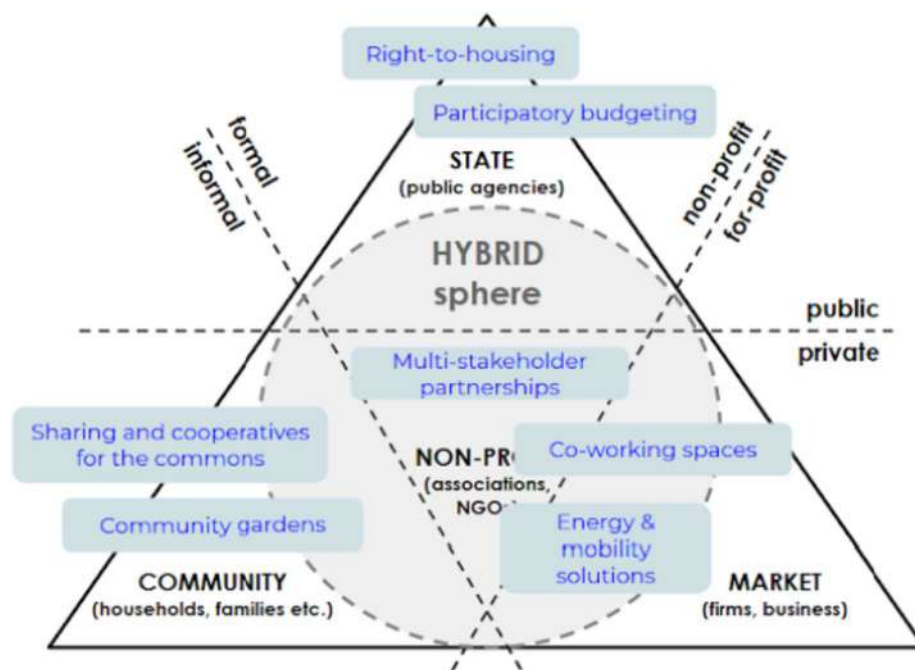 Right-to-housing
Participatory budgeting
formal
informal
STATE
(public agencies)
non-profit
for-profit
HYBRID
sphere
public
private
Multi-stakeholder
partnerships
Sharing and cooperatives
for the commons
Co-working spaces
(associations,
Community gardens
Energy &
mobility
solutions
COMMUNITY
(households, families etc.)
MARKET
(firms, business)